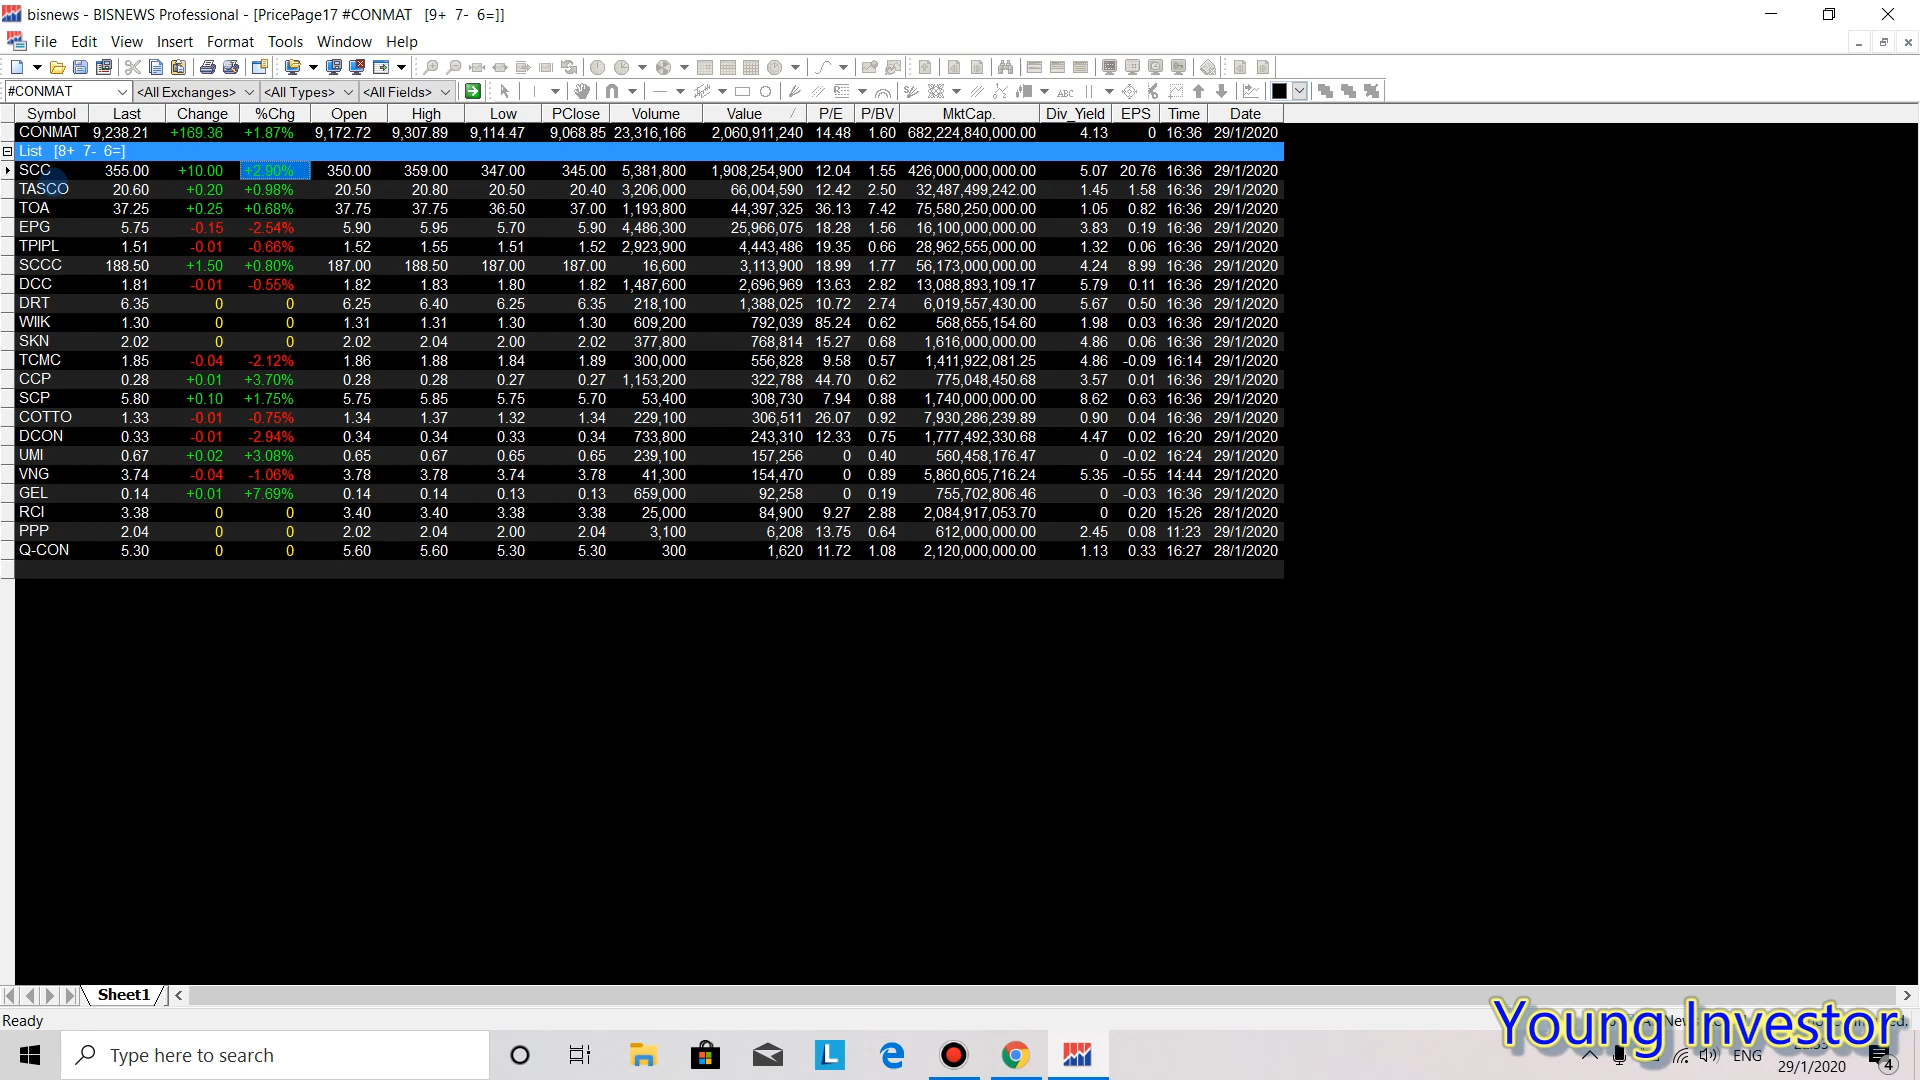 bisnews - BISNEWS Professional - [PricePage17 #CONMAT [9+ 7- 6=]]
File Edit View Insert Format Tools Window Help
#CONMAT <All Exchanges> <All Types> <All Fields>
ABC
Symbol Last Change %Chg Open High Low PClose Volume Value P/E P/BV MktCap. Div_Yield EPS Time Date
CONMAT 9,238.21 +169.36 +1.87% 9,172.72 9,307.89 9,114.47 9,068.85 23,316,166 2,060,911,240 14.48 1.60 682,224,840,000.00 4.13 0 16:36 29/1/2020
List [8+ 7- 6=]
SCC 355.00 +10.00 +2.90% 350.00 359.00 347.00 345.00 5,381,800 1,908,254,900 12.04 1.55 426,000,000,000.00 5.07 20.76 16:36 29/1/2020
TASCO 20.60 +0.20 +0.98% 20.50 20.80 20.50 20.40 3,206,000 66,004,590 12.42 2.50 32,487,499,242.00 1.45 1.58 16:36 29/1/2020
TOA 37.25 +0.25 +0.68% 37.75 37.75 36.50 37.00 1,193,800 44,397,325 36.13 7.42 75,580,250,000.00 1.05 0.82 16:36 29/1/2020
EPG 5.75 -0.15 -2.54% 5.90 5.95 5.70 5.90 4,486,300 25,966,075 18.28 1.56 16,100,000,000.00 3.83 0.19 16:36 29/1/2020
TPIPL 1.51 -0.01 -0.66% 1.52 1.55 1.51 1.52 2,923,900 4,443,486 19.35 0.66 28,962,555,000.00 1.32 0.06 16:36 29/1/2020
SCCC 188.50 +1.50 +0.80% 187.00 188.50 187.00 187.00 16,600 3,113,900 18.99 1.77 56,173,000,000.00 4.24 8.99 16:36 29/1/2020
DCC 1.81 -0.01 -0.55% 1.82 1.83 1.80 1.82 1,487,600 2,696,969 13.63 2.82 13,088,893,109.17 5.79 0.11 16:36 29/1/2020
DRT 6.35 0 0 6.25 6.40 6.25 6.35 218,100 1,388,025 10.72 2.74 6,019,557,430.00 5.67 0.50 16:36 29/1/2020
WIIK 1.30 0 0 1.31 1.31 1.30 1.30 609,200 792,039 85.24 0.62 568,655,154.60 1.98 0.03 16:36 29/1/2020
SKN 2.02 0 0 2.02 2.04 2.00 2.02 377,800 768,814 15.27 0.68 1,616,000,000.00 4.86 0.06 16:36 29/1/2020
TCMC 1.85 -0.04 -2.12% 1.86 1.88 1.84 1.89 300,000 556,828 9.58 0.57 1,411,922,081.25 4.86 -0.09 16:14 29/1/2020
CCP 0.28 +0.01 +3.70% 0.28 0.28 0.27 0.27 1,153,200 322,788 44.70 0.62 775,048,450.68 3.57 0.01 16:36 29/1/2020
SCP 5.80 +0.10 +1.75% 5.75 5.85 5.75 5.70 53,400 308,730 7.94 0.88 1,740,000,000.00 8.62 0.63 16:36 29/1/2020
COTTO 1.33 -0.01 -0.75% 1.34 1.37 1.32 1.34 229,100 306,511 26.07 0.92 7,930,286,239.89 0.90 0.04 16:36 29/1/2020
DCON 0.33 -0.01 -2.94% 0.34 0.34 0.33 0.34 733,800 243,310 12.33 0.75 1,777,492,330.68 4.47 0.02 16:20 29/1/2020
UMI 0.67 +0.02 +3.08% 0.65 0.67 0.65 0.65 239,100 157,256 0 0.40 560,458,176.47 0 -0.02 16:24 29/1/2020
VNG 3.74 -0.04 -1.06% 3.78 3.78 3.74 3.78 41,300 154,470 0 0.89 5,860,605,716.24 5.35 -0.55 14:44 29/1/2020
GEL 0.14 +0.01 +7.69% 0.14 0.14 0.13 0.13 659,000 92,258 0 0.19 755,702,806.46 0 -0.03 16:36 29/1/2020
RCI 3.38 0 0 3.40 3.40 3.38 3.38 25,000 84,900 9.27 2.88 2,084,917,053.70 0 0.20 15:26 28/1/2020
PPP 2.04 0 0 2.02 2.04 2.00 2.04 3,100 6,208 13.75 0.64 612,000,000.00 2.45 0.08 11:23 29/1/2020
Q-CON 5.30 0 0 5.60 5.60 5.30 5.30 300 1,620 11.72 1.08 2,120,000,000.00 1.13 0.33 16:27 28/1/2020
Sheet1
Ready
Young Investor
Type here to search
L
ENG
29/1/2020
4